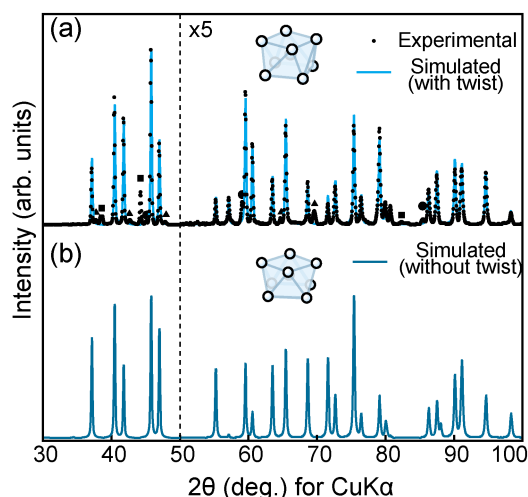 (a)
x5
Experimental
Simulated
(with twist)
(b)
Simulated
(without twist)
Intensity (arb. units)
30 40 50 60 70 80 90 100
2θ (deg.) for CuKα